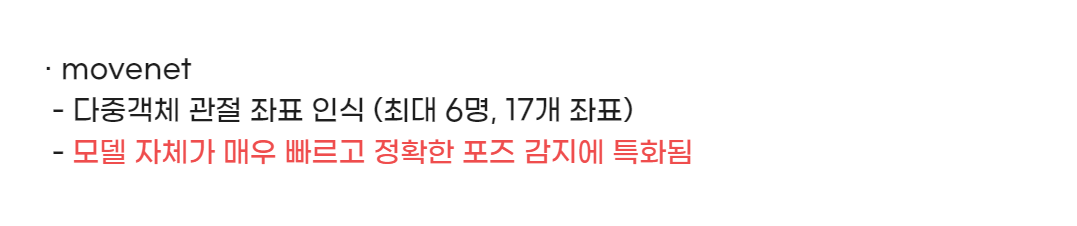 · movenet
- 다중객체 관절 좌표 인식 (최대 6명, 17개 좌표)
- 모델 자체가 매우 빠르고 정확한 포즈 감지에 특화됨